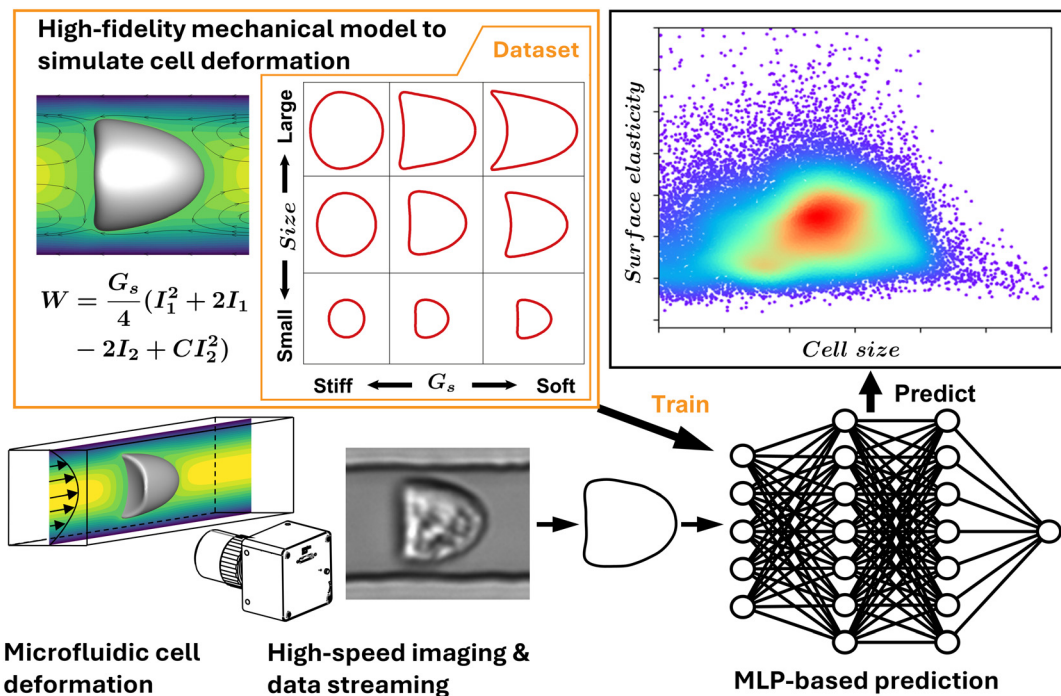 High-fidelity mechanical model to
simulate cell deformation
Dataset
Large
Size
Small
Stiff
G_s
Soft
W = \frac{G_s}{4}(I_1^2 + 2I_1
- 2I_2 + CI_2^2)
Surface elasticity
Cell size
Train
Predict
Microfluidic cell
deformation
High-speed imaging &
data streaming
MLP-based prediction